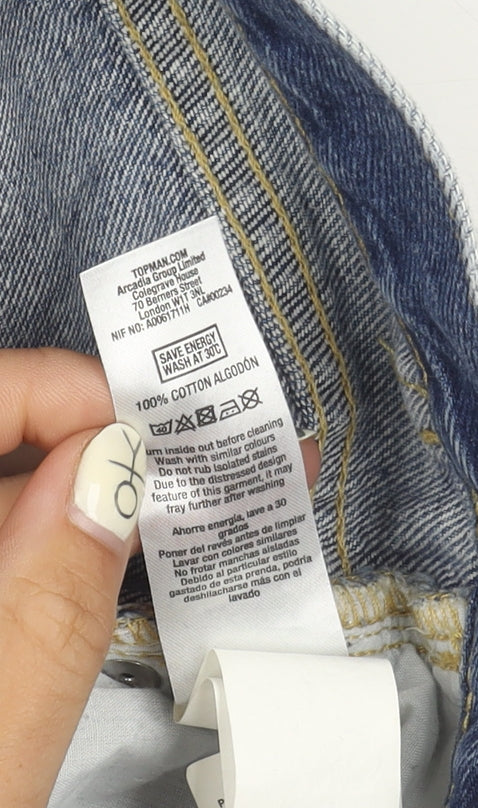 TOPMAN.COM
Arcadia Group Limited
Colegrave House
70 Berners Street
London W1T 3NL
NIF NO: A0061711H CA#00234
SAVE ENERGY
WASH AT 30°C
100% COTTON ALGODÓN
40
urn inside out before cleaning
Wash with similar colours
Do not rub isolated stains
Due to the distressed design
feature of this garment, it may
fray further after washing
Ahorre energía, lave a 30
grados
Poner del revés antes de limpiar
Lavar con colores similares
No frotar manchas aisladas
Debido al particular estilo
gastado de esta prenda, podría
deshilacharse más con el
lavado
P